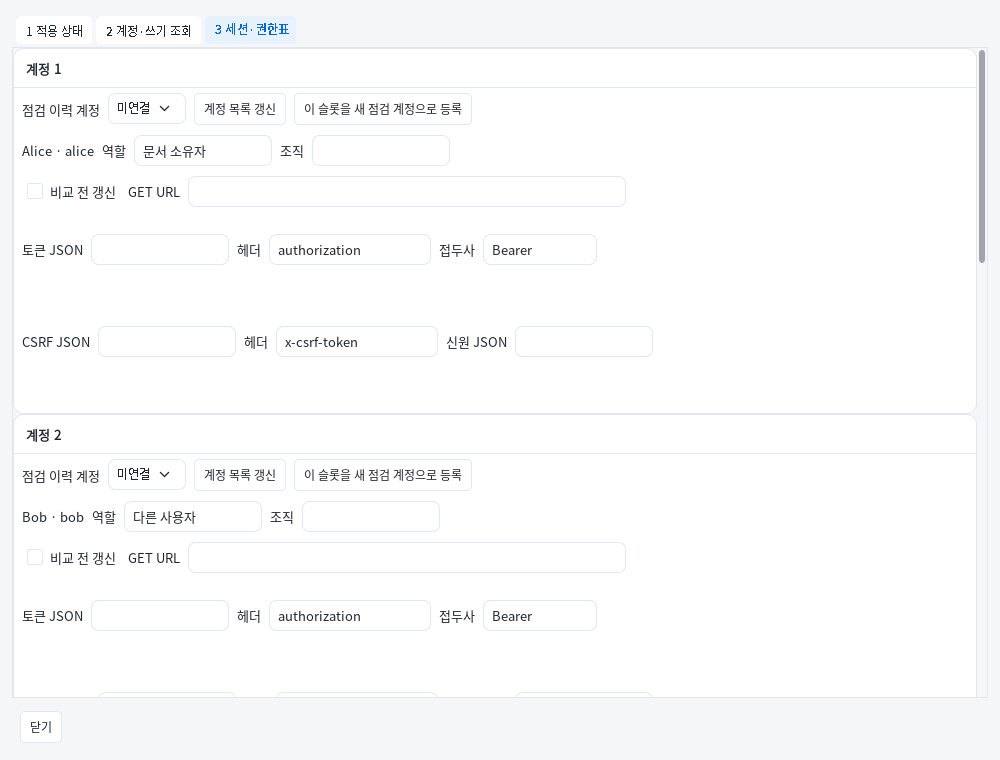 1 적용 상태 2 계정·쓰기 조회 3 세션·권한표
계정 1
점검 이력 계정 미연결 계정 목록 갱신 이 슬롯을 새 점검 계정으로 등록
Alice · alice 역할 문서 소유자 조직
비교 전 갱신 GET URL
토큰 JSON 헤더 authorization 접두사 Bearer
CSRF JSON 헤더 x-csrf-token 신원 JSON
계정 2
점검 이력 계정 미연결 계정 목록 갱신 이 슬롯을 새 점검 계정으로 등록
Bob · bob 역할 다른 사용자 조직
비교 전 갱신 GET URL
토큰 JSON 헤더 authorization 접두사 Bearer
닫기